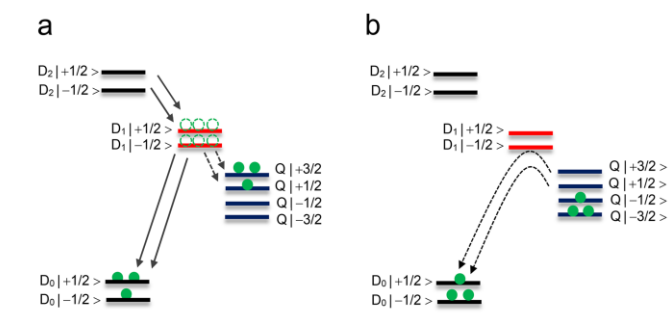 a
D₂|+1/2 >
D₂|−1/2 >
D₁|+1/2>
D₁|−1/2 >
Q|+3/2
Q|+1/2
Q|−1/2
Q|−3/2
D₀|+1/2 >
D₀|−1/2 >
b
D₂|+1/2 >
D₂|−1/2 >
D₁|+1/2 >
D₁|−1/2 >
Q|+3/2 >
Q|+1/2 >
Q|−1/2 >
Q|−3/2 >
D₀|+1/2 >
D₀|−1/2 >